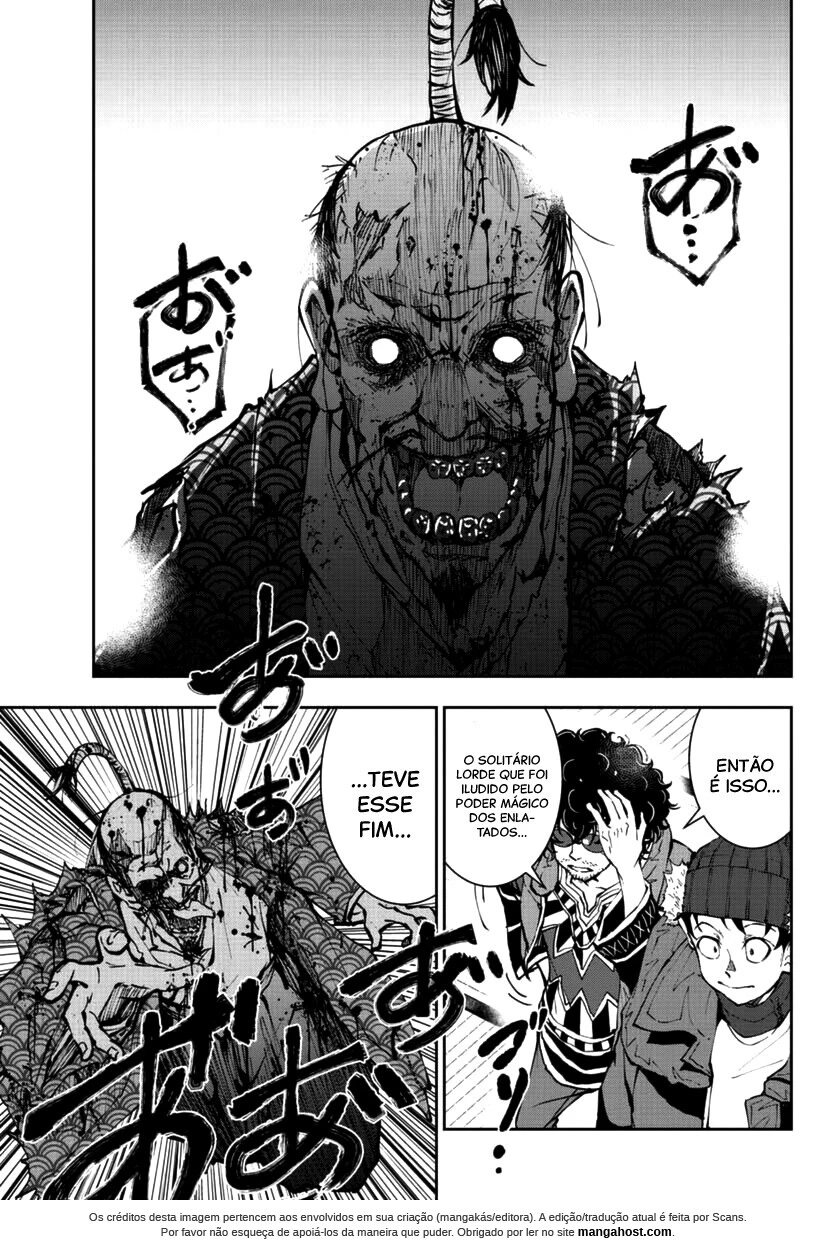 あ゛…
あ゛
あ゛…
ENTÃO
É ISSO...
O SOLITÁRIO
LORDE QUE FOI
ILUDIDO PELO
PODER MÁGICO
DOS ENLA-
TADOS...
...TEVE
ESSE
FIM...
あ゛
あ゛
あ゛
あ゛
あ゛
Os créditos desta imagem pertencem aos envolvidos em sua criação (mangakás/editora). A edição/tradução atual é feita por Scans.
Por favor não esqueça de apoiá-los da maneira que puder. Obrigado por ler no site mangahost.com.